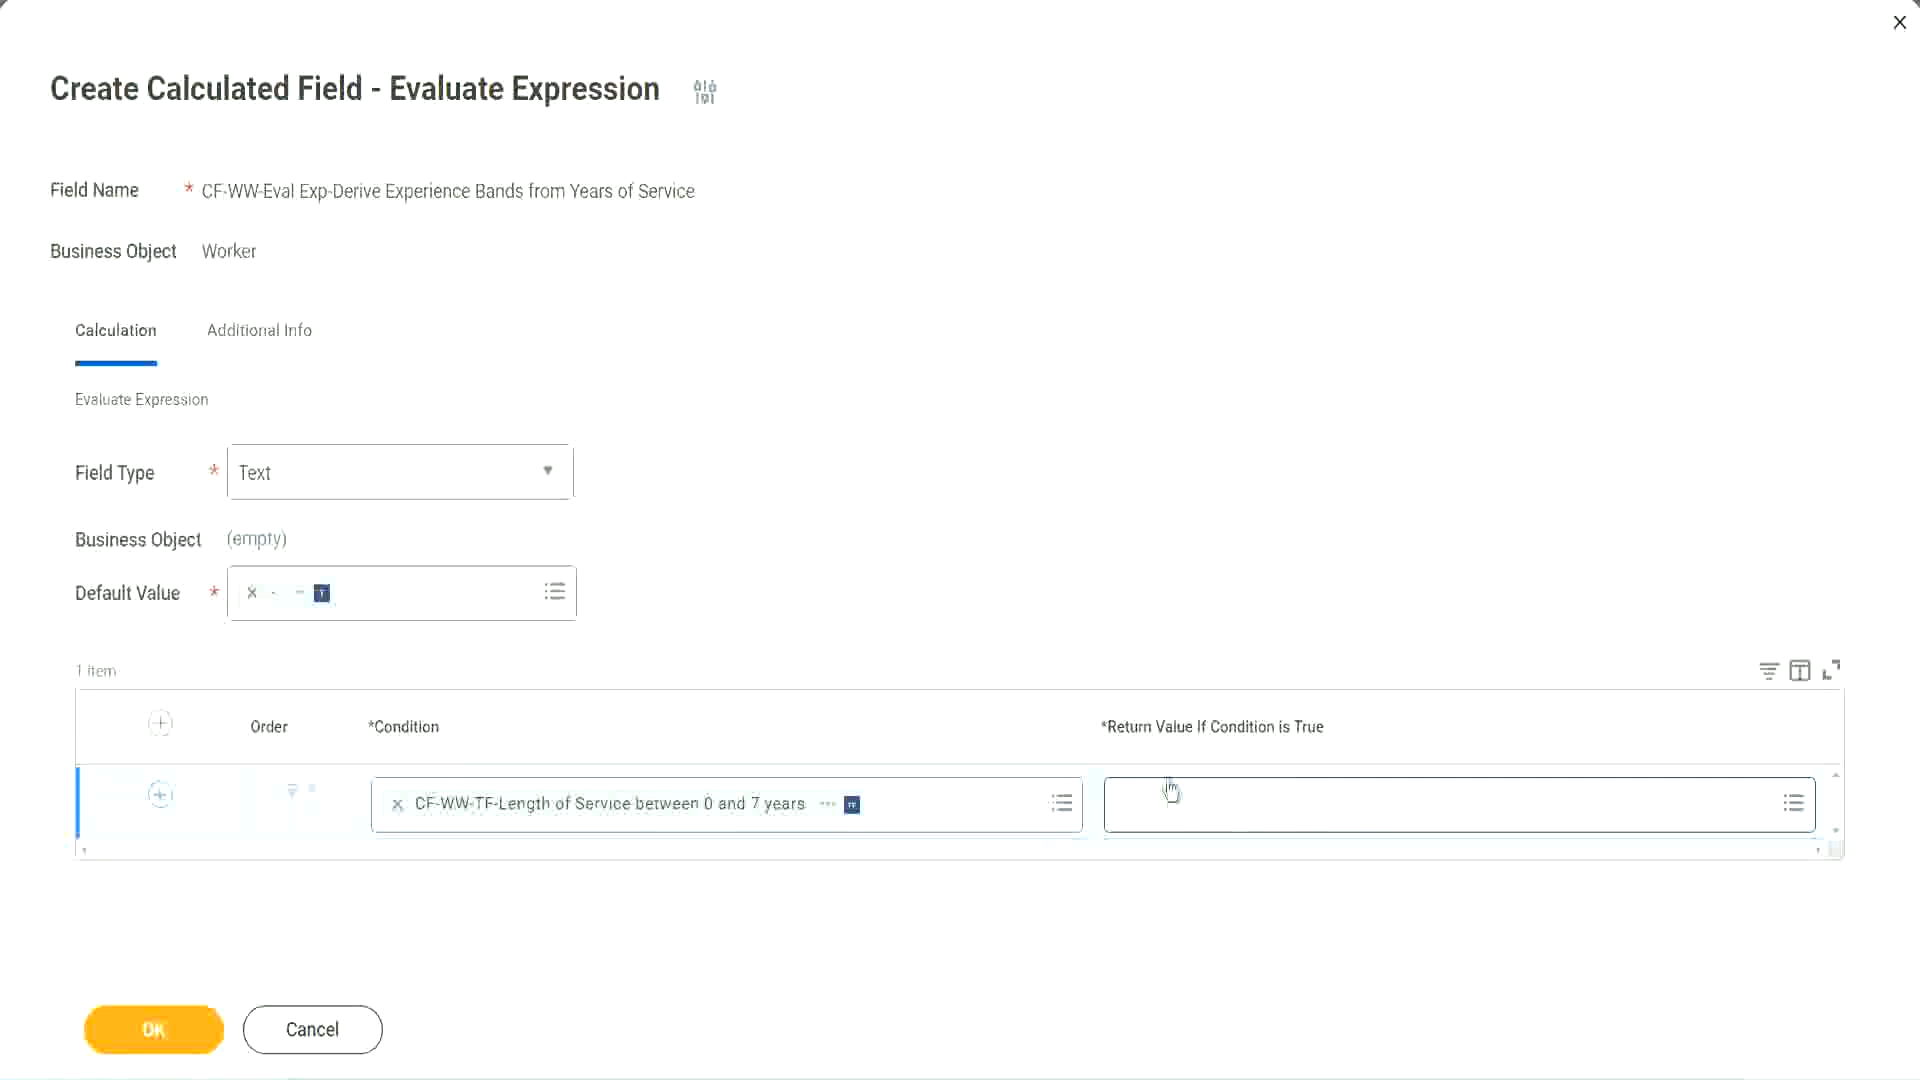 Create Calculated Field - Evaluate Expression
Field Name * CF-WW-Eval Exp-Derive Experience Bands from Years of Service
Business Object Worker
Calculation Additional Info
Evaluate Expression
Field Type * Text
Business Object (empty)
Default Value * -
1 item
Order *Condition *Return Value If Condition is True
CF-WW-TF-Length of Service between 0 and 7 years
OK Cancel